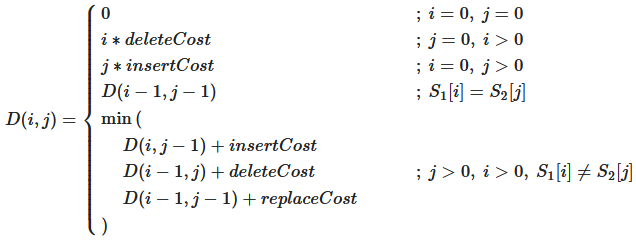 0 ; i = 0, j = 0
i ∗ deleteCost ; j = 0, i > 0
j ∗ insertCost ; i = 0, j > 0
D(i − 1, j − 1) ; S₁[i] = S₂[j]
D(i, j) = { min (
D(i, j − 1) + insertCost
D(i − 1, j) + deleteCost ; j > 0, i > 0, S₁[i] ≠ S₂[j]
D(i − 1, j − 1) + replaceCost
)